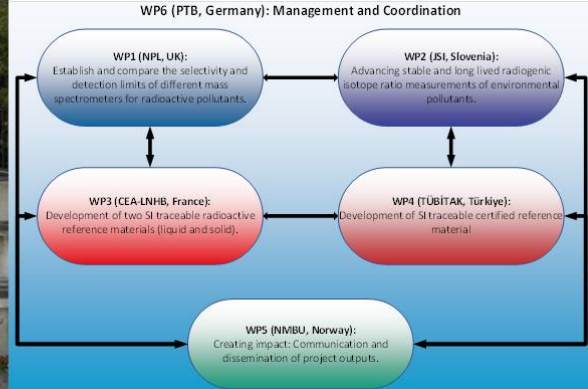 WP6 (PTB, Germany): Management and Coordination
WP1 (NPL, UK):
Establish and compare the selectivity and
detection limits of different mass
spectrometers for radioactive pollutants.
WP2 (JSI, Slovenia):
Advancing stable and long lived radiogenic
isotope ratio measurements of environmental
pollutants.
WP3 (CEA-LNHB, France):
Development of two SI traceable radioactive
reference materials (liquid and solid).
WP4 (TÜBİTAK, Türkiye):
Development of SI traceable certified reference
material
WP5 (NMBU, Norway):
Creating impact: Communication and
dissemination of project outputs.